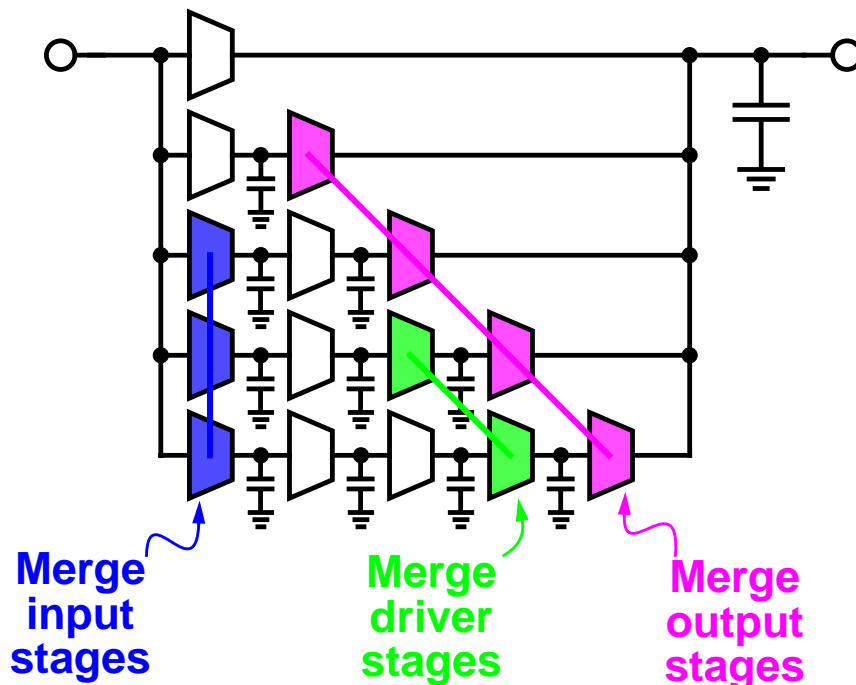 Merge
input
stages
Merge
driver
stages
Merge
output
stages